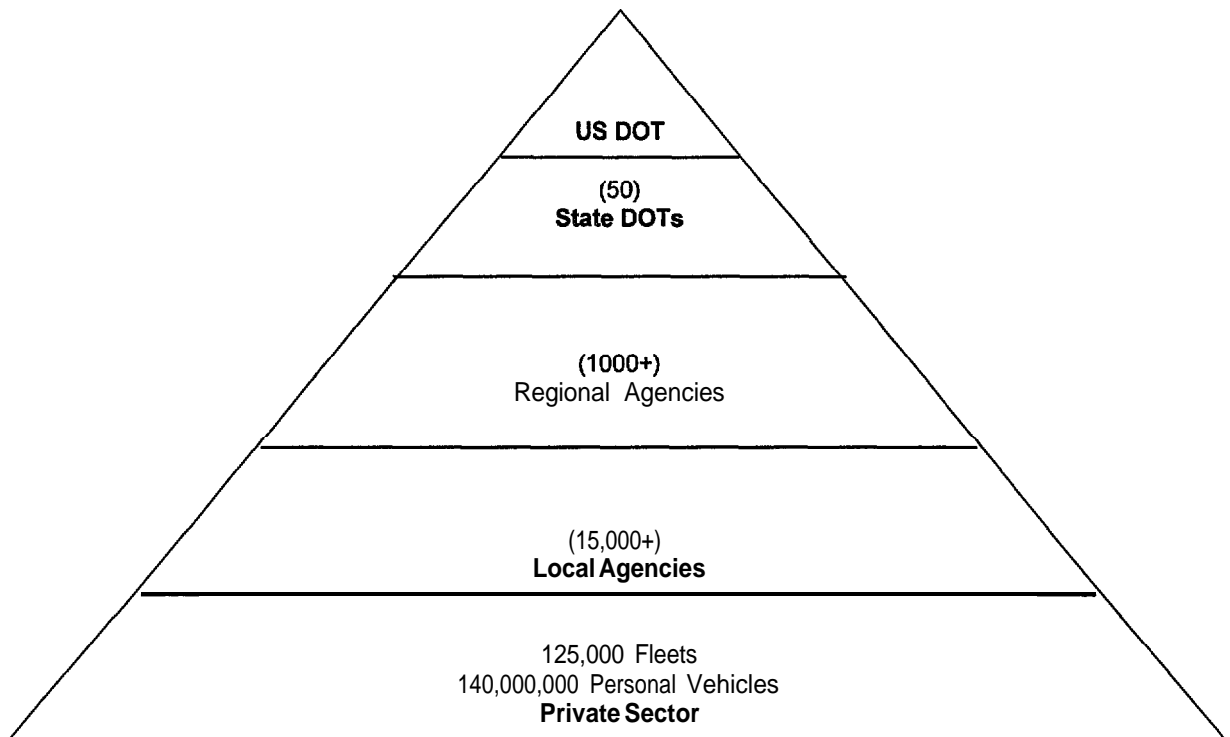 US DOT
(50)
State DOTs
(1000+)
Regional Agencies
(15,000+)
Local Agencies
125,000 Fleets
140,000,000 Personal Vehicles
Private Sector